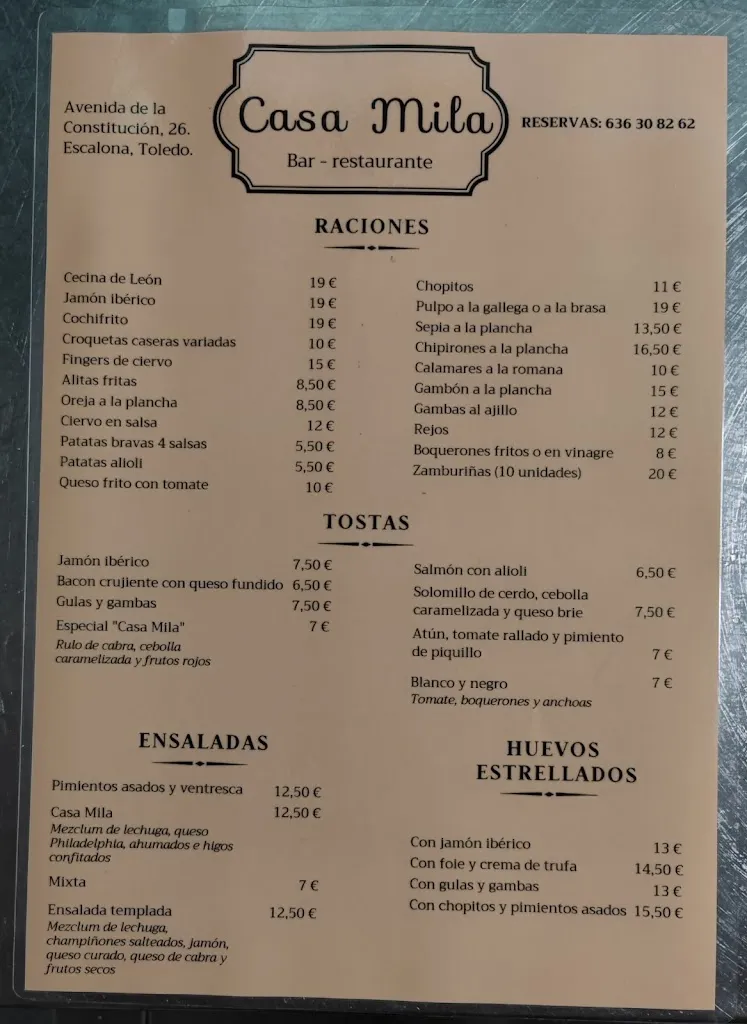 Avenida de la
Constitución, 26.
Escalona, Toledo.
Casa Mila
Bar - restaurante
RESERVAS: 636 30 82 62
RACIONES
Cecina de León 19 €
Jamón ibérico 19 €
Cochifrito 19 €
Croquetas caseras variadas 10 €
Fingers de ciervo 15 €
Alitas fritas 8,50 €
Oreja a la plancha 8,50 €
Ciervo en salsa 12 €
Patatas bravas 4 salsas 5,50 €
Patatas alioli 5,50 €
Queso frito con tomate 10 €
Chopitos 11 €
Pulpo a la gallega o a la brasa 19 €
Sepia a la plancha 13,50 €
Chipirones a la plancha 16,50 €
Calamares a la romana 10 €
Gambón a la plancha 15 €
Gambas al ajillo 12 €
Rejos 12 €
Boquerones fritos o en vinagre 8 €
Zamburiñas (10 unidades) 20 €
TOSTAS
Jamón ibérico 7,50 €
Bacon crujiente con queso fundido 6,50 €
Gulas y gambas 7,50 €
Especial "Casa Mila" 7 €
Rulo de cabra, cebolla
caramelizada y frutos rojos
Salmón con alioli 6,50 €
Solomillo de cerdo, cebolla
caramelizada y queso brie 7,50 €
Atún, tomate rallado y pimiento
de piquillo 7 €
Blanco y negro 7 €
Tomate, boquerones y anchoas
ENSALADAS
Pimientos asados y ventresca 12,50 €
Casa Mila 12,50 €
Mezclum de lechuga, queso
Philadelphia, ahumados e higos
confitados
Mixta 7 €
Ensalada templada 12,50 €
Mezclum de lechuga,
champiñones salteados, jamón,
queso curado, queso de cabra y
frutos secos
HUEVOS
ESTRELLADOS
Con jamón ibérico 13 €
Con foie y crema de trufa 14,50 €
Con gulas y gambas 13 €
Con chopitos y pimientos asados 15,50 €